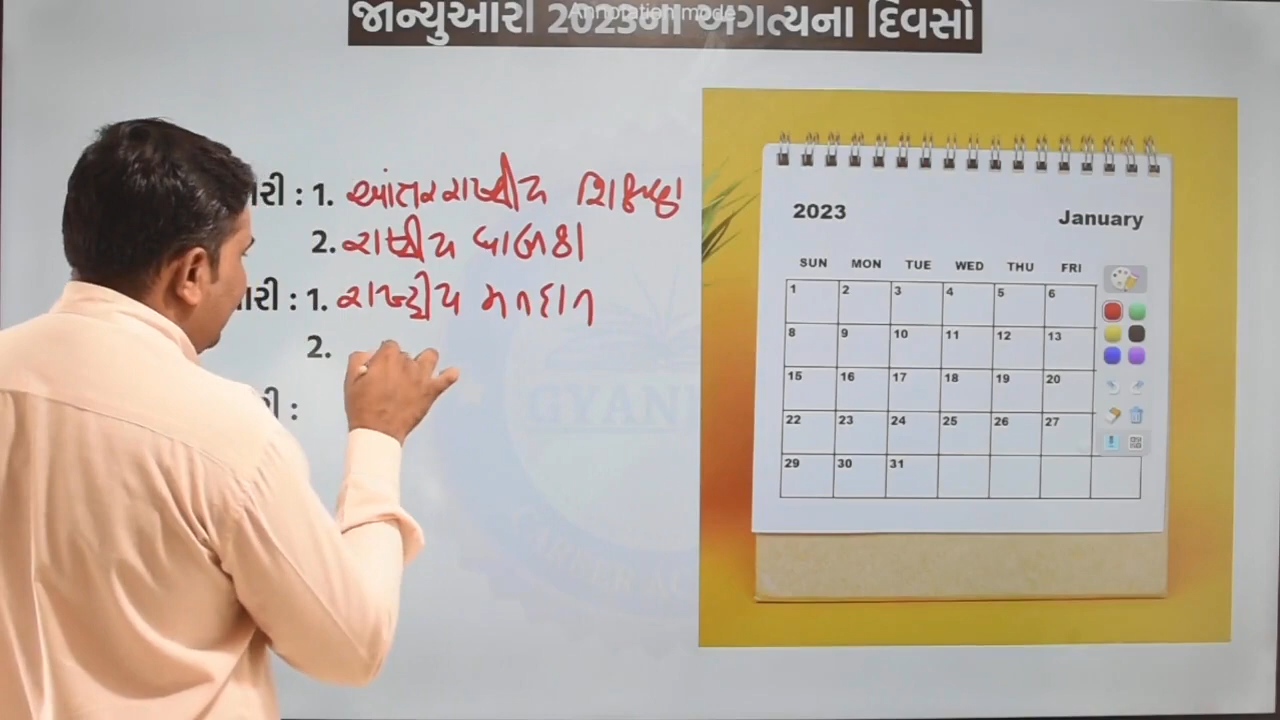 જાન્યુઆરી 2023ના અગત્યના દિવસો
Annotation mode
રી : 1. આંતરરાષ્ટ્રીય શિક્ષણ
2. રાષ્ટ્રીય બાળકી
રી : 1. રાષ્ટ્રીય મતદાન
2.
ી :
2023
January
SUN MON TUE WED THU FRI
1 2 3 4 5 6
8 9 10 11 12 13
15 16 17 18 19 20
22 23 24 25 26 27
29 30 31